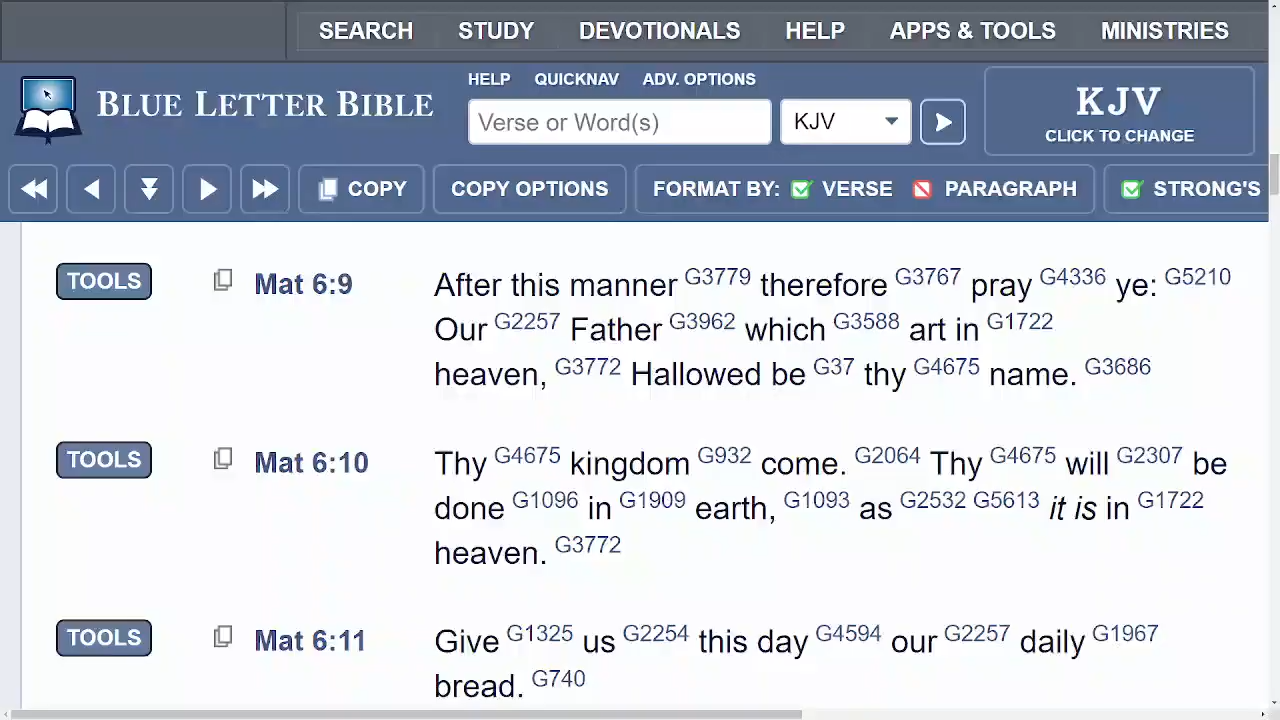 SEARCH STUDY DEVOTIONALS HELP APPS & TOOLS MINISTRIES
HELP QUICKNAV ADV. OPTIONS
BLUE LETTER BIBLE
Verse or Word(s) KJV
KJV
CLICK TO CHANGE
COPY COPY OPTIONS FORMAT BY: VERSE PARAGRAPH STRONG'S
TOOLS Mat 6:9 After this manner G3779 therefore G3767 pray G4336 ye: G5210
Our G2257 Father G3962 which G3588 art in G1722
heaven, G3772 Hallowed be G37 thy G4675 name. G3686
TOOLS Mat 6:10 Thy G4675 kingdom G932 come. G2064 Thy G4675 will G2307 be
done G1096 in G1909 earth, G1093 as G2532 G5613 it is in G1722
heaven. G3772
TOOLS Mat 6:11 Give G1325 us G2254 this day G4594 our G2257 daily G1967
bread. G740